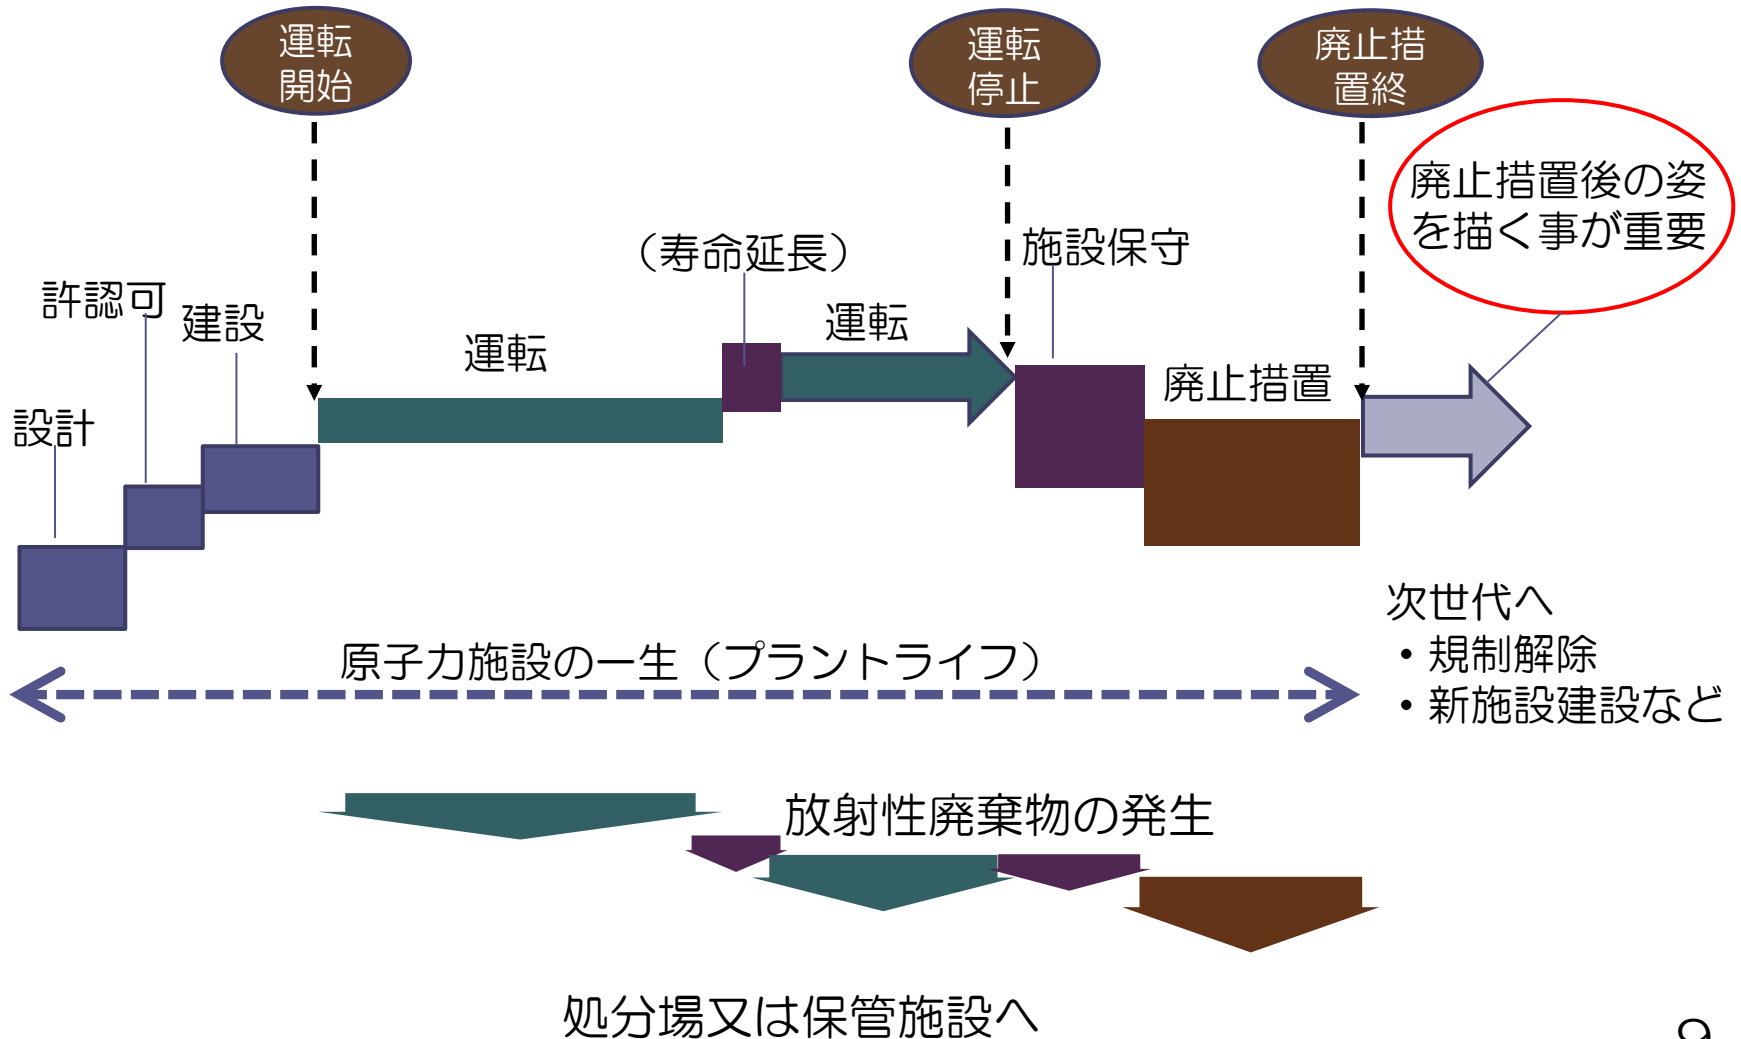 運転
開始
運転
停止
廃止措
置終
廃止措置後の姿
を描く事が重要
(寿命延長)
施設保守
許認可
建設
運転
運転
廃止措置
設計
次世代へ
・規制解除
・新施設建設など
原子力施設の一生(プラントライフ)
放射性廃棄物の発生
処分場又は保管施設へ